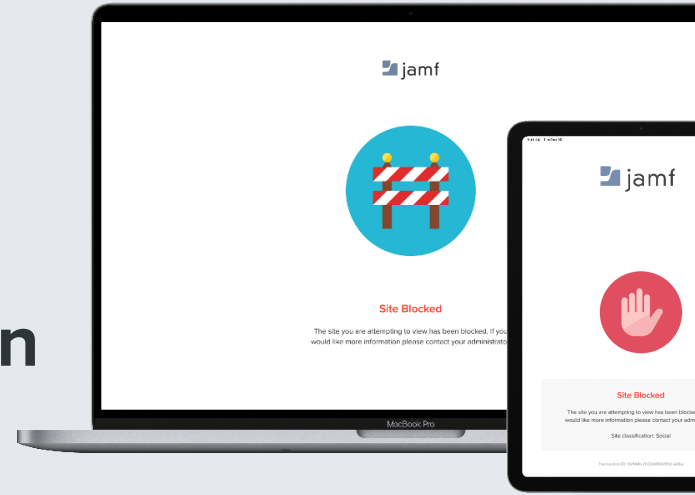 jamf
Site Blocked
The site you are attempting to view has been blocked. If you
would like more information please contact your administrato
MacBook Pro
n
jamf
Site Blocked
The site you are attempting to view has been blocke
would like more information please contact your adm
Site classification: Social